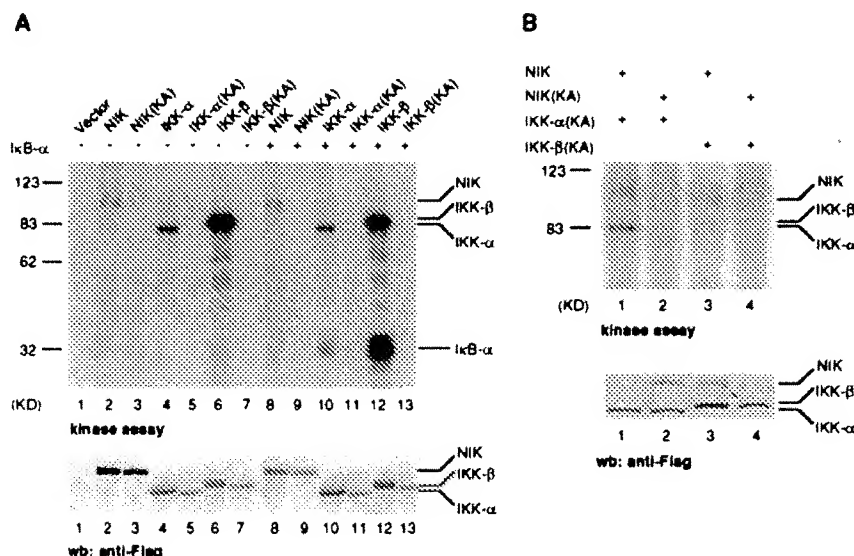 A
Vector
NIK
NIK(KA)
IKK-α
IKK-α(KA)
IKK-β
IKK-β(KA)
NIK
NIK(KA)
IKK-α
IKK-α(KA)
IKK-β
IKK-β(KA)
IκB-α - - - - - - - + + + + + +
123
83
62
32
NIK
IKK-β
IKK-α
IκB-α
(KD) 1 2 3 4 5 6 7 8 9 10 11 12 13
kinase assay
NIK
IKK-β
IKK-α
1 2 3 4 5 6 7 8 9 10 11 12 13
wb: anti-Flag
B
NIK + +
NIK(KA) + +
IKK-α(KA) + +
IKK-β(KA) + +
123
83
NIK
IKK-β
IKK-α
(KD) 1 2 3 4
kinase assay
NIK
IKK-β
IKK-α
1 2 3 4
wb: anti-Flag